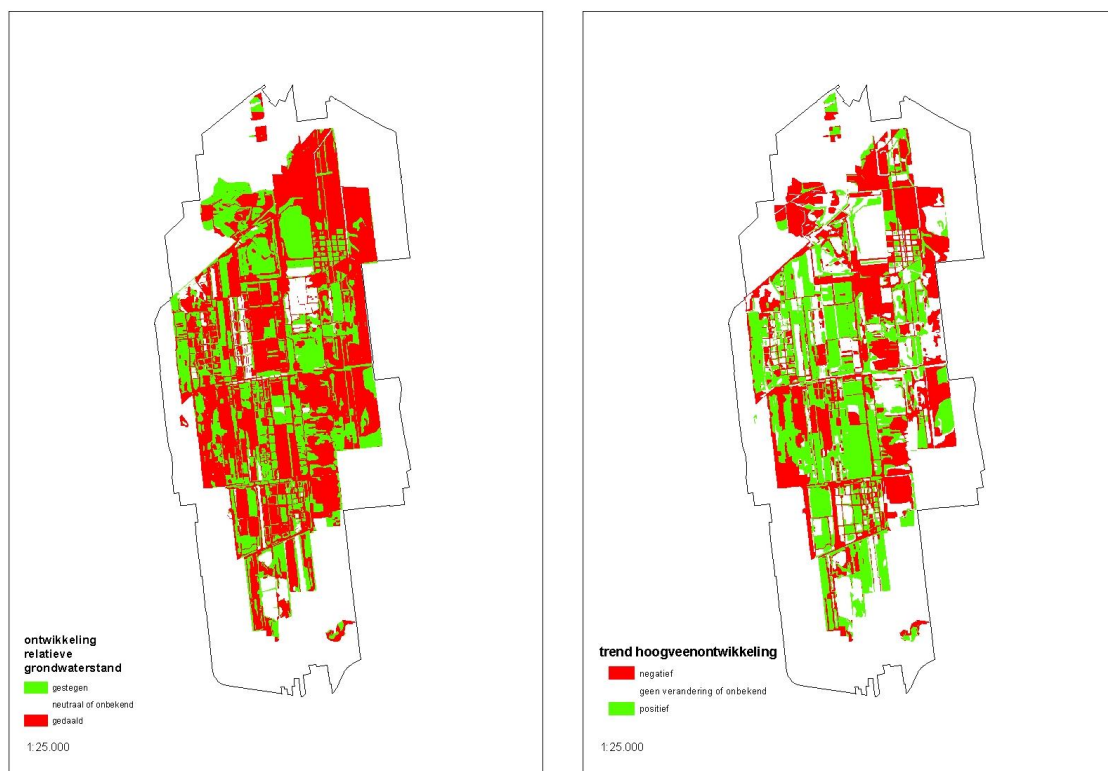 ontwikkeling
relatieve
grondwaterstand
gestegen
neutraal of onbekend
gedaald
1:25.000
trend hoogveenontwikkeling
negatief
geen verandering of onbekend
positief
1:25.000